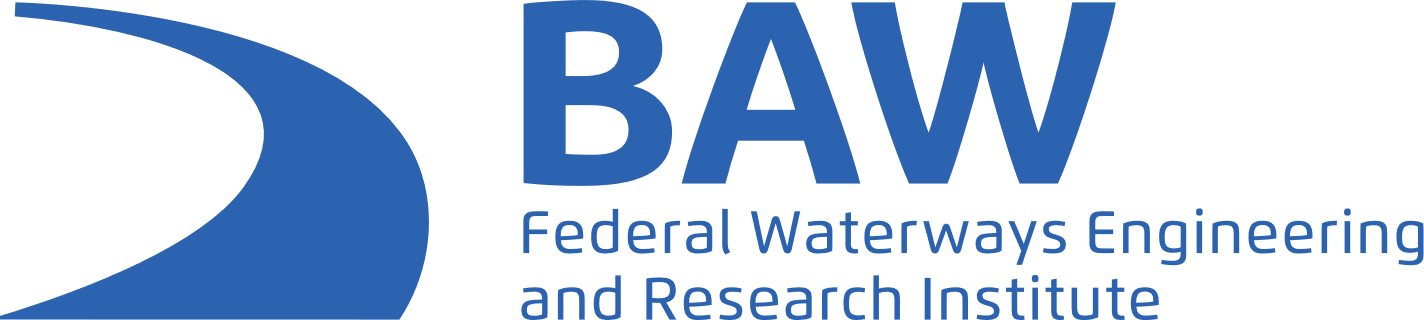 BAW
Federal Waterways Engineering
and Research Institute